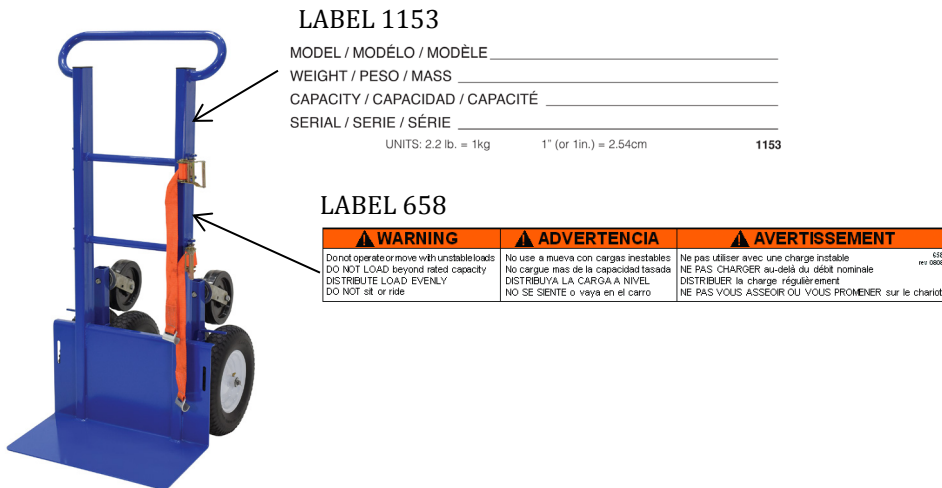 LABEL 1153
MODEL / MODÉLO / MODÈLE
WEIGHT / PESO / MASS
CAPACITY / CAPACIDAD / CAPACITÉ
SERIAL / SERIE / SÉRIE
UNITS: 2.2 lb. = 1kg 1" (or 1in.) = 2.54cm 1153
LABEL 658
WARNING
Do not operate or move with unstable loads
DO NOT LOAD beyond rated capacity
DISTRIBUTE LOAD EVENLY
DO NOT sit or ride
ADVERTENCIA
No use a mueva con cargas inestables
No cargue mas de la capacidad tasada
DISTRIBUYA LA CARGA A NIVEL
NO SE SIENTE o vaya en el carro
AVERTISSEMENT
Ne pas utiliser avec une charge instable
NE PAS CHARGER au-delà du débit nominale
DISTRIBUER la charge régulièrement
NE PAS VOUS ASSEOIR OU VOUS PROMENER sur le chariot
658
rev 0808